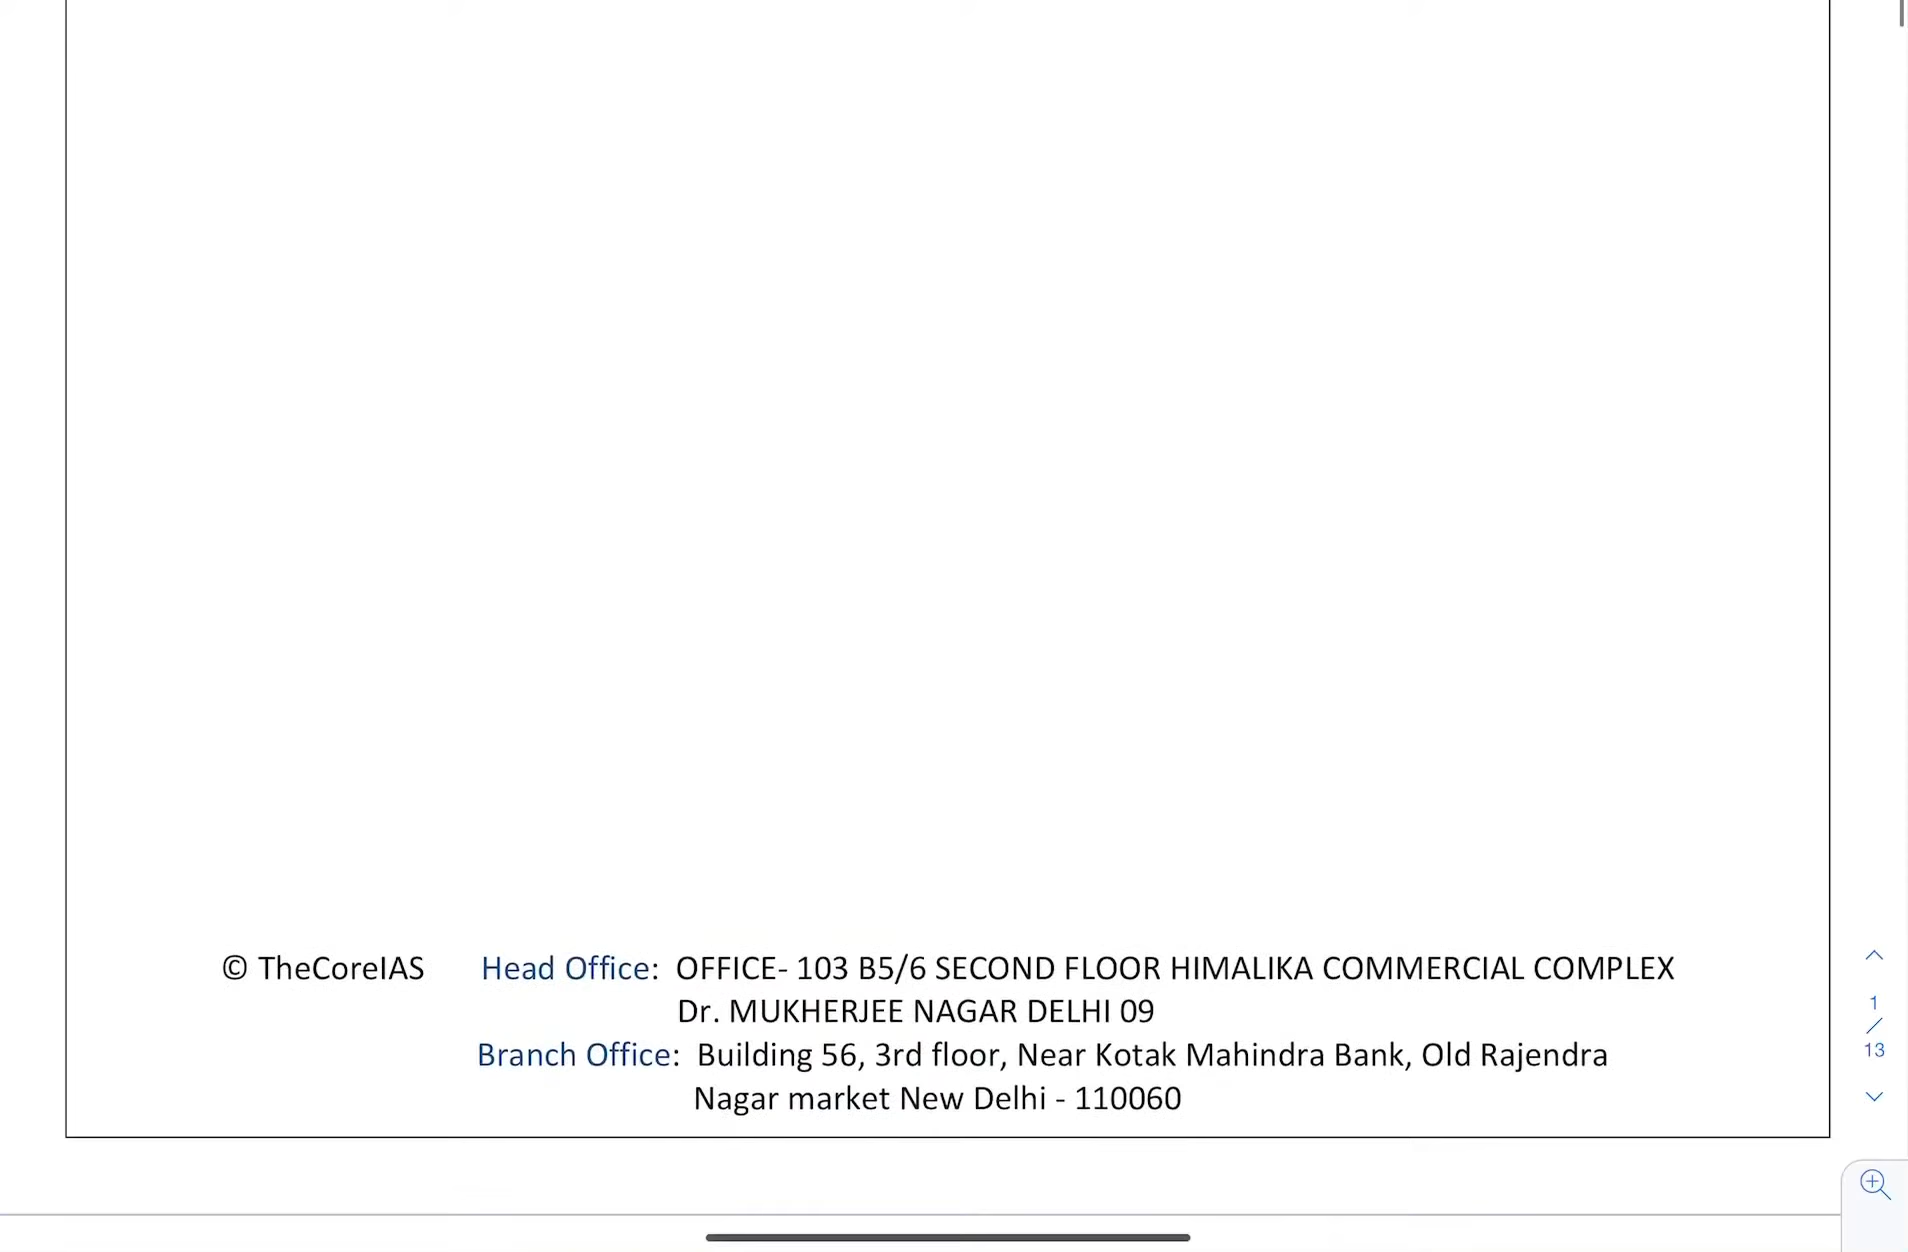 © TheCoreIAS Head Office: OFFICE- 103 B5/6 SECOND FLOOR HIMALIKA COMMERCIAL COMPLEX
Dr. MUKHERJEE NAGAR DELHI 09
Branch Office: Building 56, 3rd floor, Near Kotak Mahindra Bank, Old Rajendra
Nagar market New Delhi - 110060
1
/
13